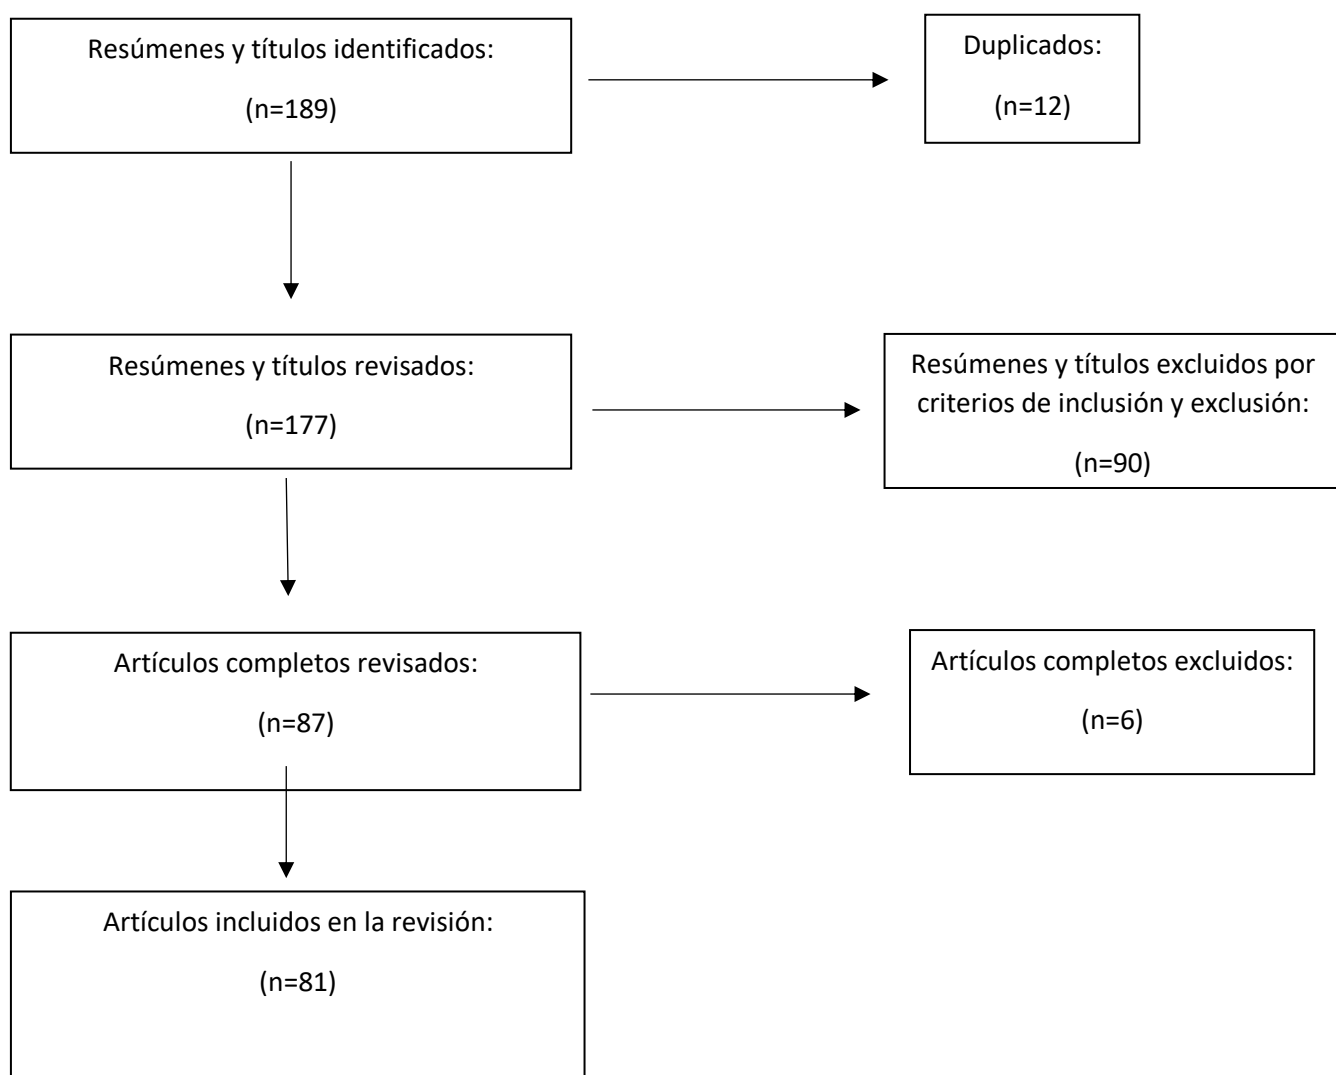 Resúmenes y títulos identificados:
(n=189)
Duplicados:
(n=12)
Resúmenes y títulos revisados:
(n=177)
Resúmenes y títulos excluidos por
criterios de inclusión y exclusión:
(n=90)
Artículos completos revisados:
(n=87)
Artículos completos excluidos:
(n=6)
Artículos incluidos en la revisión:
(n=81)